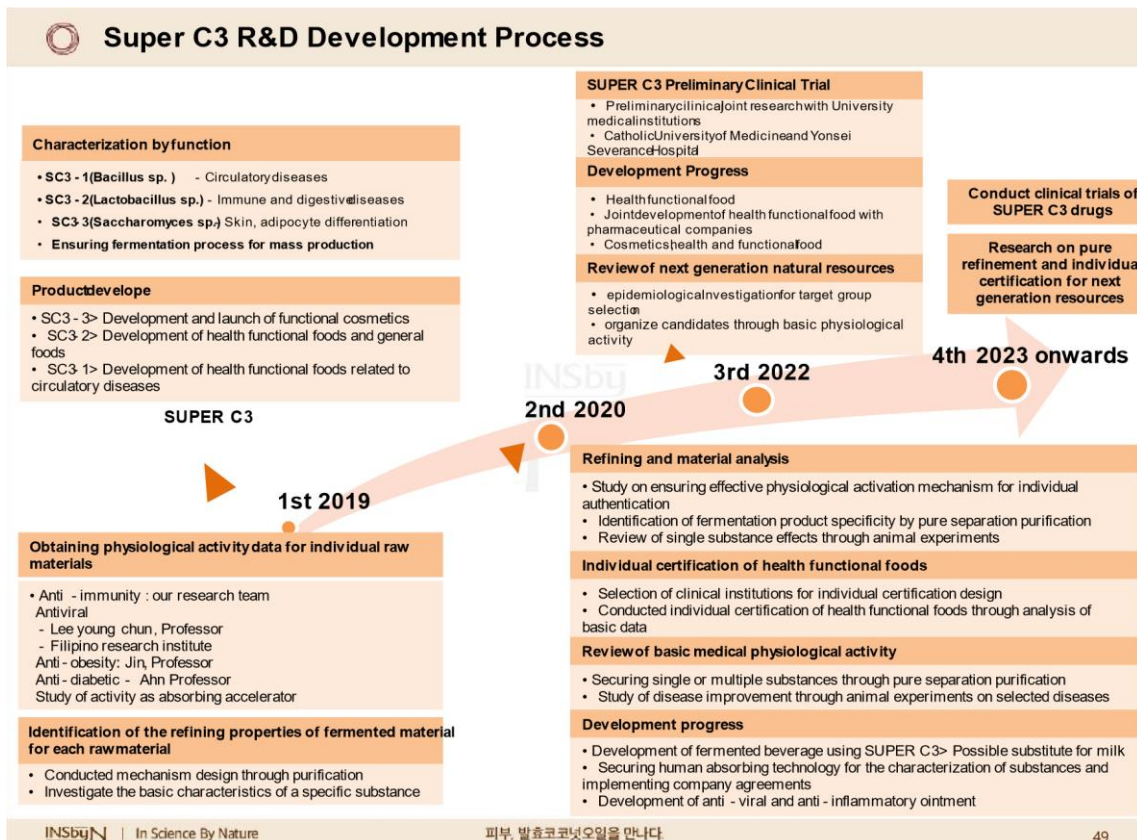 Super C3 R&D Development Process
Characterization by function
• SC3 - 1(Bacillus sp. ) - Circulatory diseases
• SC3 - 2(Lactobacillus sp.) - Immune and digestive diseases
• SC3- 3(Saccharomyces sp.) - Skin, adipocyte differentiation
• Ensuring fermentation process for mass production
Product develope
• SC3 - 3> Development and launch of functional cosmetics
• SC3- 2> Development of health functional foods and general
foods
• SC3- 1> Development of health functional foods related to
circulatory diseases
SUPER C3
1st 2019
Obtaining physiological activity data for individual raw
materials
• Anti - immunity : our research team
Antiviral
- Lee young chun, Professor
- Filipino research institute
Anti - obesity: Jin, Professor
Anti - diabetic - Ahn Professor
Study of activity as absorbing accelerator
Identification of the refining properties of fermented material
for each raw material
• Conducted mechanism design through purification
• Investigate the basic characteristics of a specific substance
SUPER C3 Preliminary Clinical Trial
• Preliminary cilinical, joint research with University
medical institutions
• Catholic University of Medicine and Yonsei
Severance Hospital
Development Progress
• Health functional food
• Joint development of health functional food with
pharmaceutical companies
• Cosmetics, health and functional food
Review of next generation natural resources
• epidemiological investigation for target group
selection
• organize candidates through basic physiological
activity
INSby
2nd 2020
3rd 2022
Conduct clinical trials of
SUPER C3 drugs
Research on pure
refinement and individual
certification for next
generation resources
4th 2023 onwards
Refining and material analysis
• Study on ensuring effective physiological activation mechanism for individual
authentication
• Identification of fermentation product specificity by pure separation purification
• Review of single substance effects through animal experiments
Individual certification of health functional foods
• Selection of clinical institutions for individual certification design
• Conducted individual certification of health functional foods through analysis of
basic data
Review of basic medical physiological activity
• Securing single or multiple substances through pure separation purification
• Study of disease improvement through animal experiments on selected diseases
Development progress
• Development of fermented beverage using SUPER C3> Possible substitute for milk
• Securing human absorbing technology for the characterization of substances and
implementing company agreements
• Development of anti - viral and anti - inflammatory ointment
INSbyN | In Science By Nature
피부, 발효코코넛오일을 만나다
49